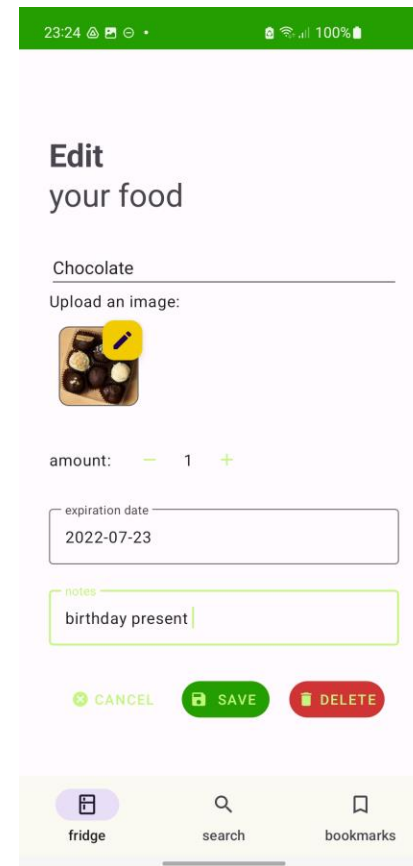 23:24 100%
Edit
your food
Chocolate
Upload an image:
amount: − 1 +
expiration date
2022-07-23
notes
birthday present
CANCEL SAVE DELETE
fridge search bookmarks